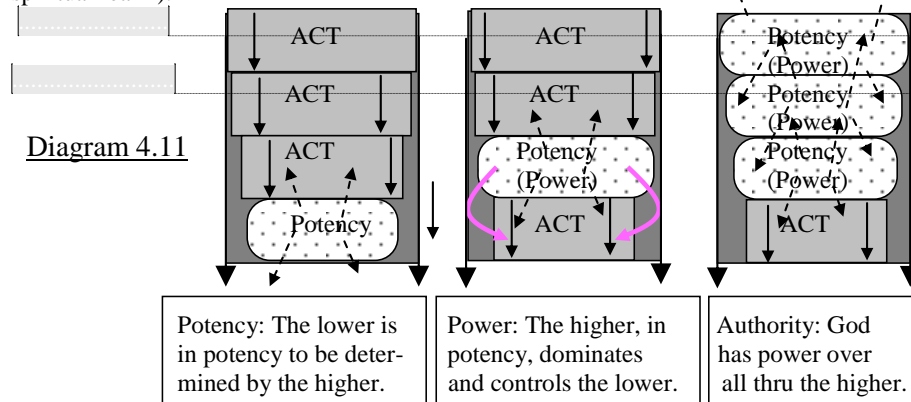 ACT
ACT
ACT
Potency
ACT
ACT
Potency
(Power)
ACT
Potency
(Power)
Potency
(Power)
Potency
(Power)
ACT
Diagram 4.11
Potency: The lower is
in potency to be deter-
mined by the higher.
Power: The higher, in
potency, dominates
and controls the lower.
Authority: God
has power over
all thru the higher.